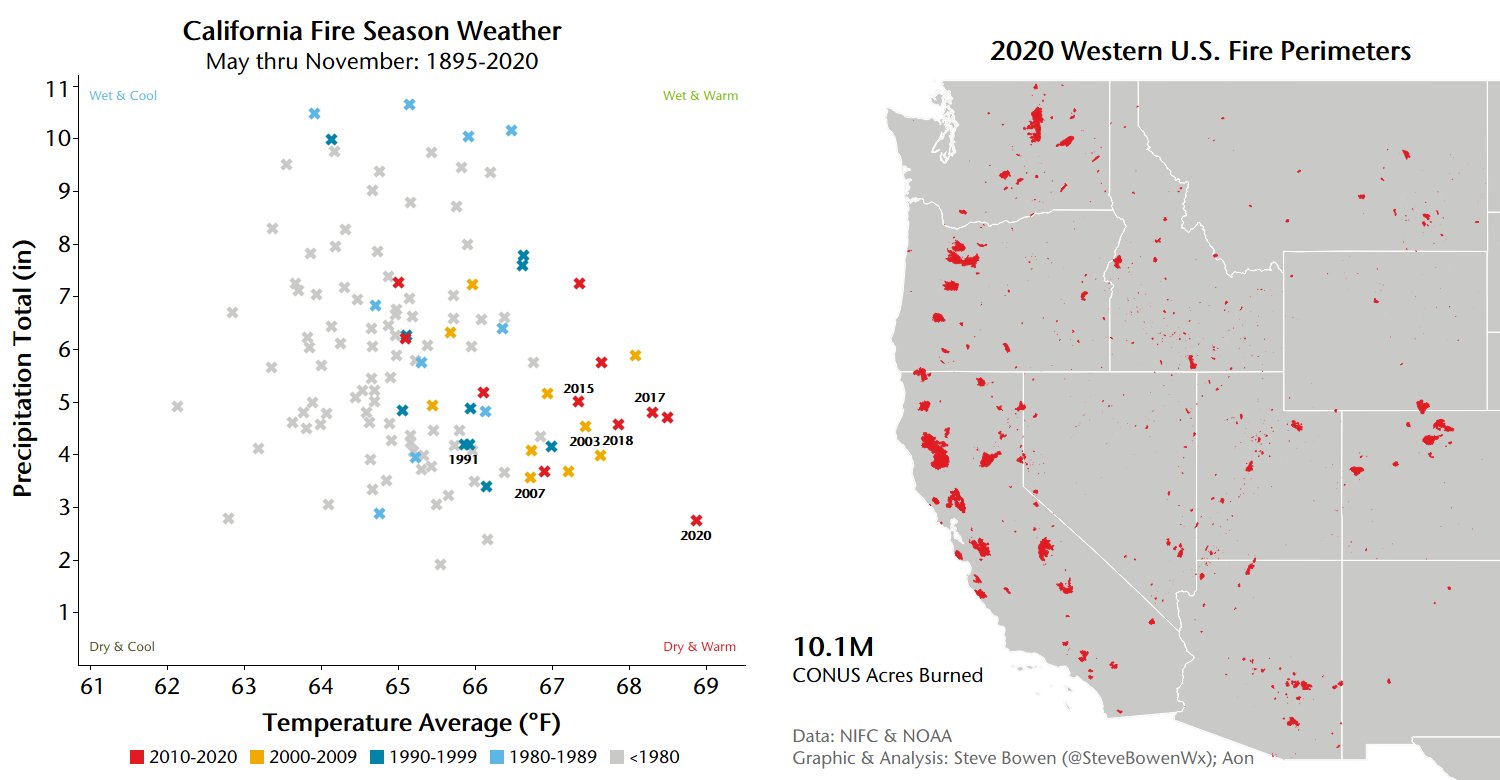 California Fire Season Weather
May thru November: 1895-2020
Precipitation Total (in)
11
10
9
8
7
6
5
4
3
2
1
Wet & Cool
Wet & Warm
2015
2017
2003
2018
1991
2007
2020
Dry & Cool
Dry & Warm
61 62 63 64 65 66 67 68 69
Temperature Average (°F)
2010-2020 2000-2009 1990-1999 1980-1989 <1980
2020 Western U.S. Fire Perimeters
10.1M
CONUS Acres Burned
Data: NIFC & NOAA
Graphic & Analysis: Steve Bowen (@SteveBowenWx); Aon